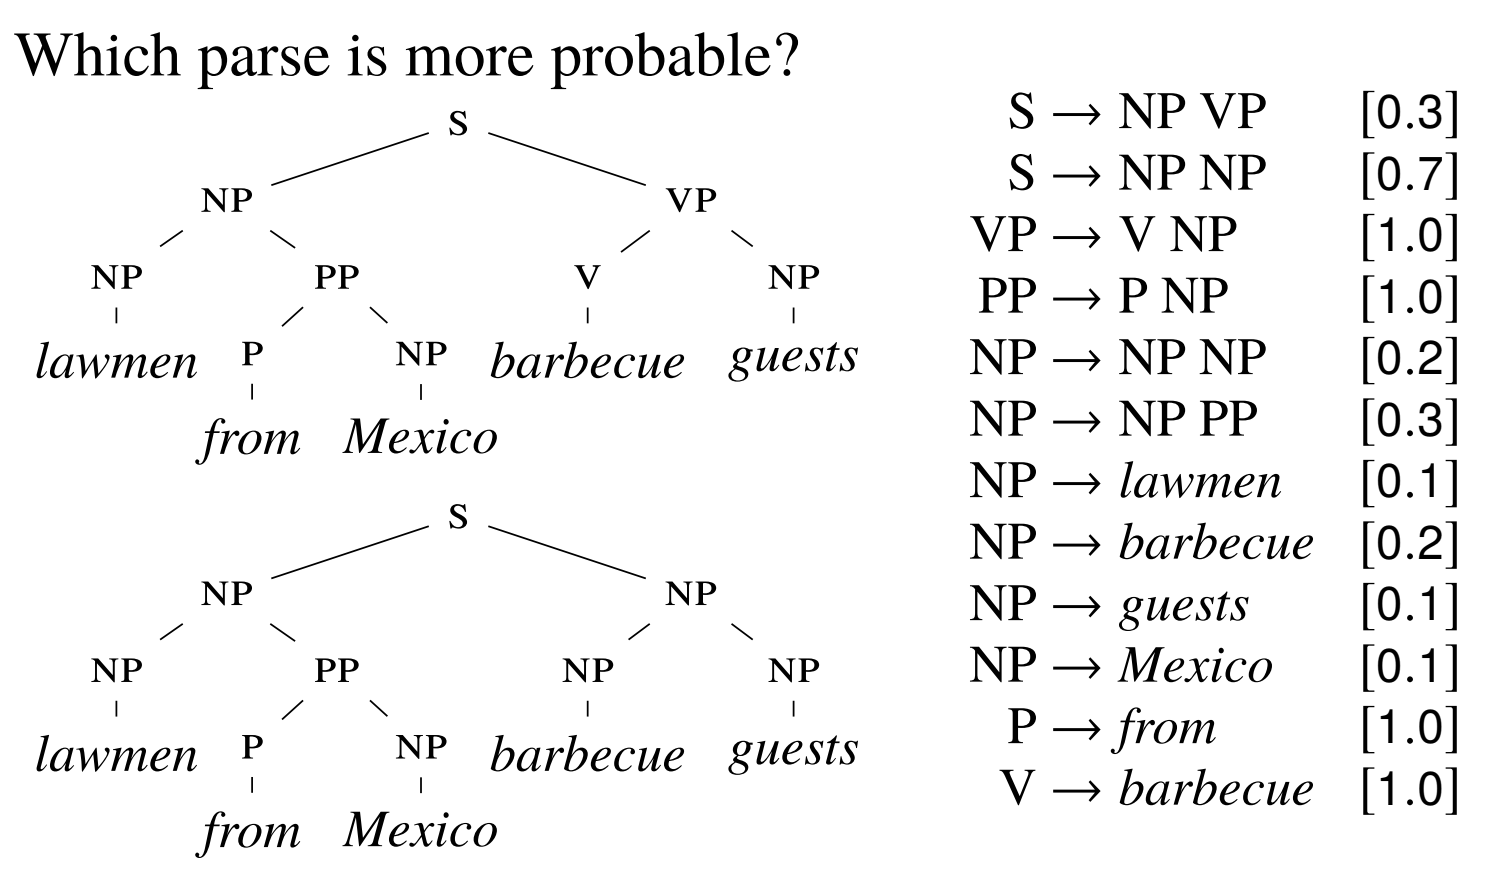 Which parse is more probable?
S
NP VP
NP PP V NP
lawmen P NP barbecue guests
from Mexico
S
NP NP
NP PP NP NP
lawmen P NP barbecue guests
from Mexico
S → NP VP [0.3]
S → NP NP [0.7]
VP → V NP [1.0]
PP → P NP [1.0]
NP → NP NP [0.2]
NP → NP PP [0.3]
NP → lawmen [0.1]
NP → barbecue [0.2]
NP → guests [0.1]
NP → Mexico [0.1]
P → from [1.0]
V → barbecue [1.0]